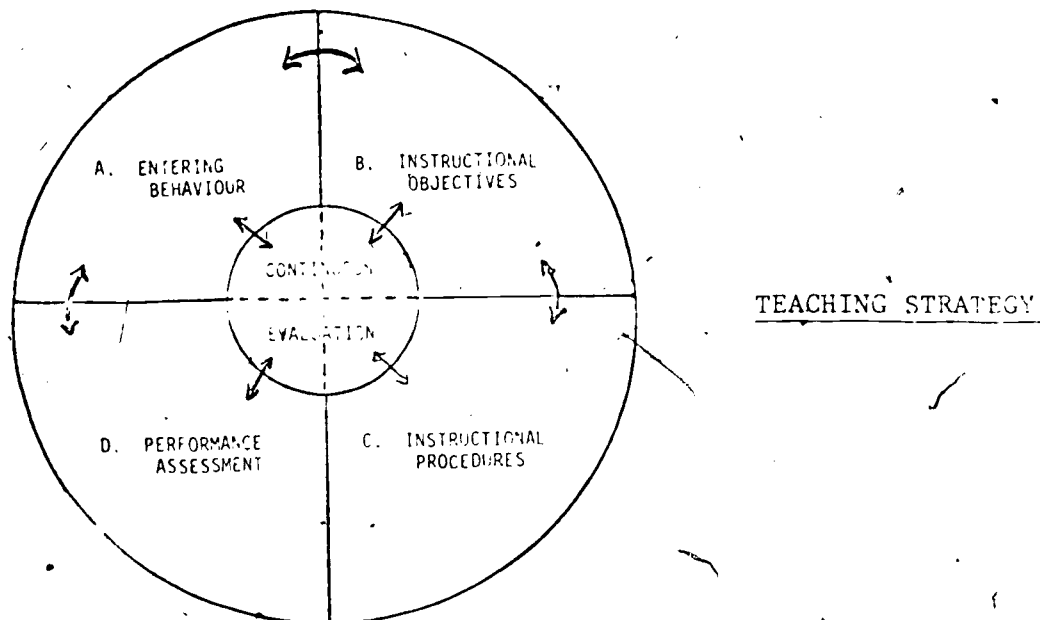 A. ENTERING
BEHAVIOUR
B. INSTRUCTIONAL
OBJECTIVES
EVALUATION
TEACHING STRATEGY
D. PERFORMANCE
ASSESSMENT
C. INSTRUCTIONAL
PROCEDURES